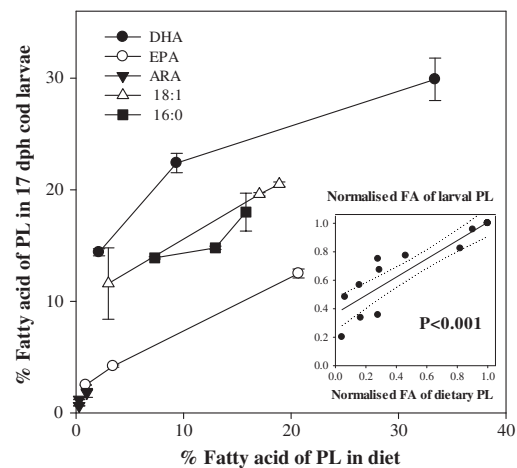 DHA
EPA
ARA
18:1
16:0
% Fatty acid of PL in 17 dph cod larvae
30
20
10
0
0
10
20
30
40
% Fatty acid of PL in diet
Normalised FA of larval PL
1.0
0.8
0.6
0.4
0.2
0.0
P<0.001
0.0
0.2
0.4
0.6
0.8
1.0
Normalised FA of dietary PL